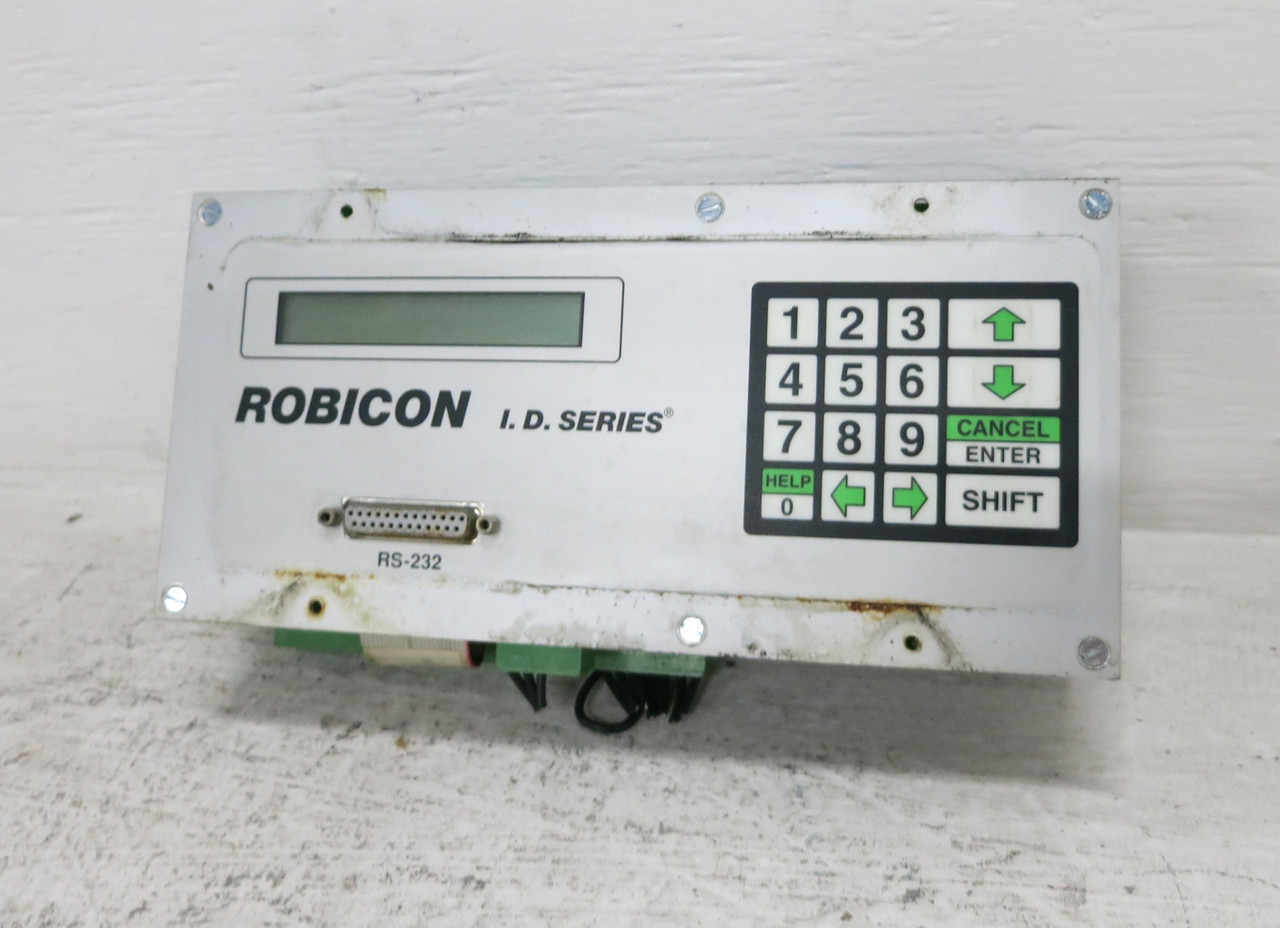 ROBICON I. D. SERIES®
RS-232
1 2 3
4 5 6
7 8 9 CANCEL
ENTER
HELP
0 SHIFT